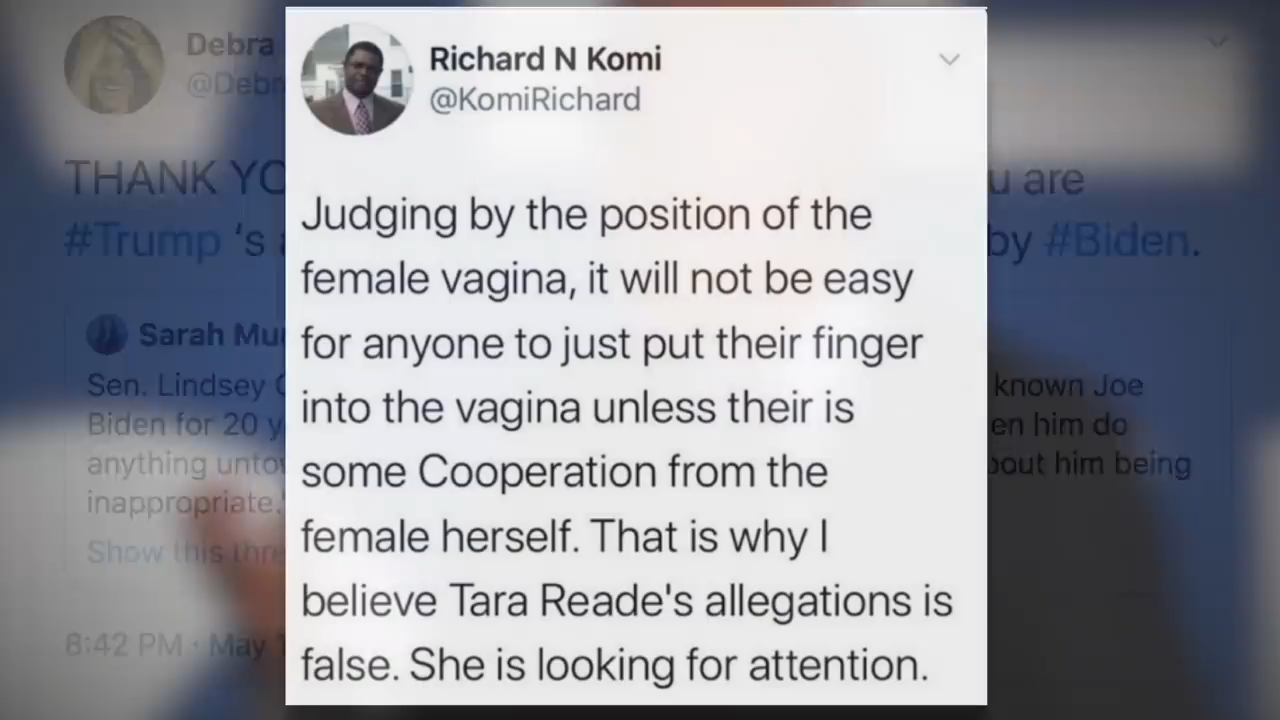 Debra
@Debr
Richard N Komi
@KomiRichard
THANK YO
u are
#Trump 's
by #Biden.
Judging by the position of the
female vagina, it will not be easy
for anyone to just put their finger
into the vagina unless their is
some Cooperation from the
female herself. That is why I
believe Tara Reade's allegations is
false. She is looking for attention.
Sarah Mu
Sen. Lindsey
known Joe
Biden for 20 y
en him do
anything unto
bout him being
inappropriate.
Show this thre
8:42 PM · May 1